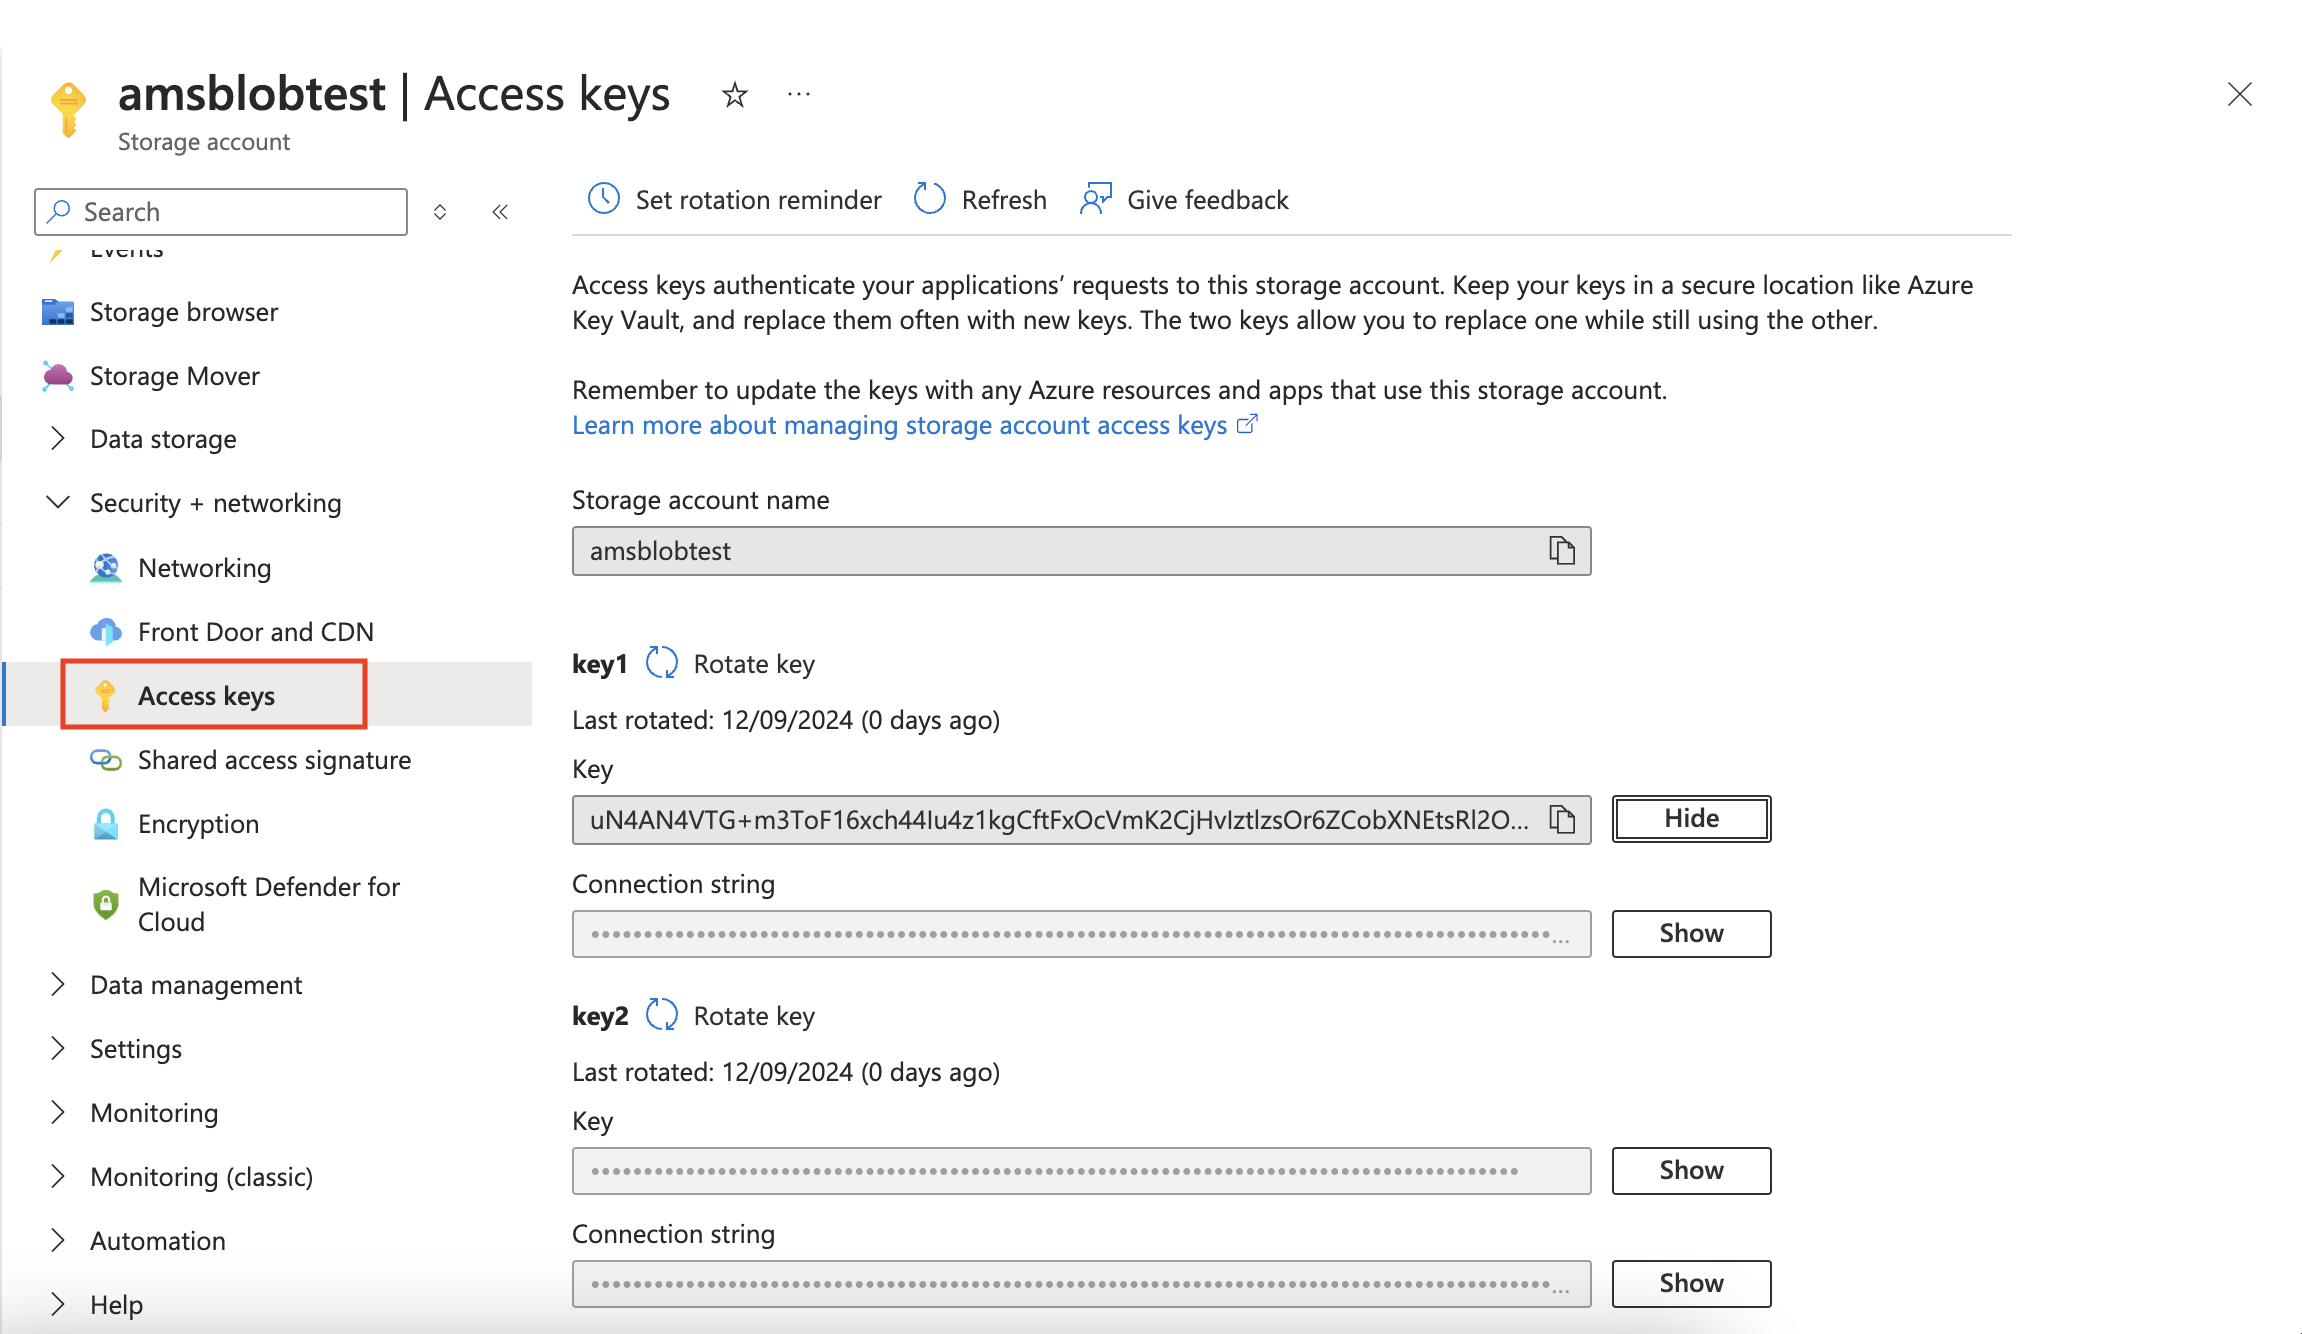 amsblobtest | Access keys
Storage account
Search
Events
Storage browser
Storage Mover
Data storage
Security + networking
Networking
Front Door and CDN
Access keys
Shared access signature
Encryption
Microsoft Defender for
Cloud
Data management
Settings
Monitoring
Monitoring (classic)
Automation
Help
Set rotation reminder
Refresh
Give feedback
Access keys authenticate your applications’ requests to this storage account. Keep your keys in a secure location like Azure
Key Vault, and replace them often with new keys. The two keys allow you to replace one while still using the other.
Remember to update the keys with any Azure resources and apps that use this storage account.
Learn more about managing storage account access keys
Storage account name
amsblobtest
key1
Rotate key
Last rotated: 12/09/2024 (0 days ago)
Key
uN4AN4VTG+m3ToF16xch44Iu4z1kgCftFxOcVmK2CjHvIztlzsOr6ZCobXNEtsRl2O...
Hide
Connection string
Show
key2
Rotate key
Last rotated: 12/09/2024 (0 days ago)
Key
Show
Connection string
Show